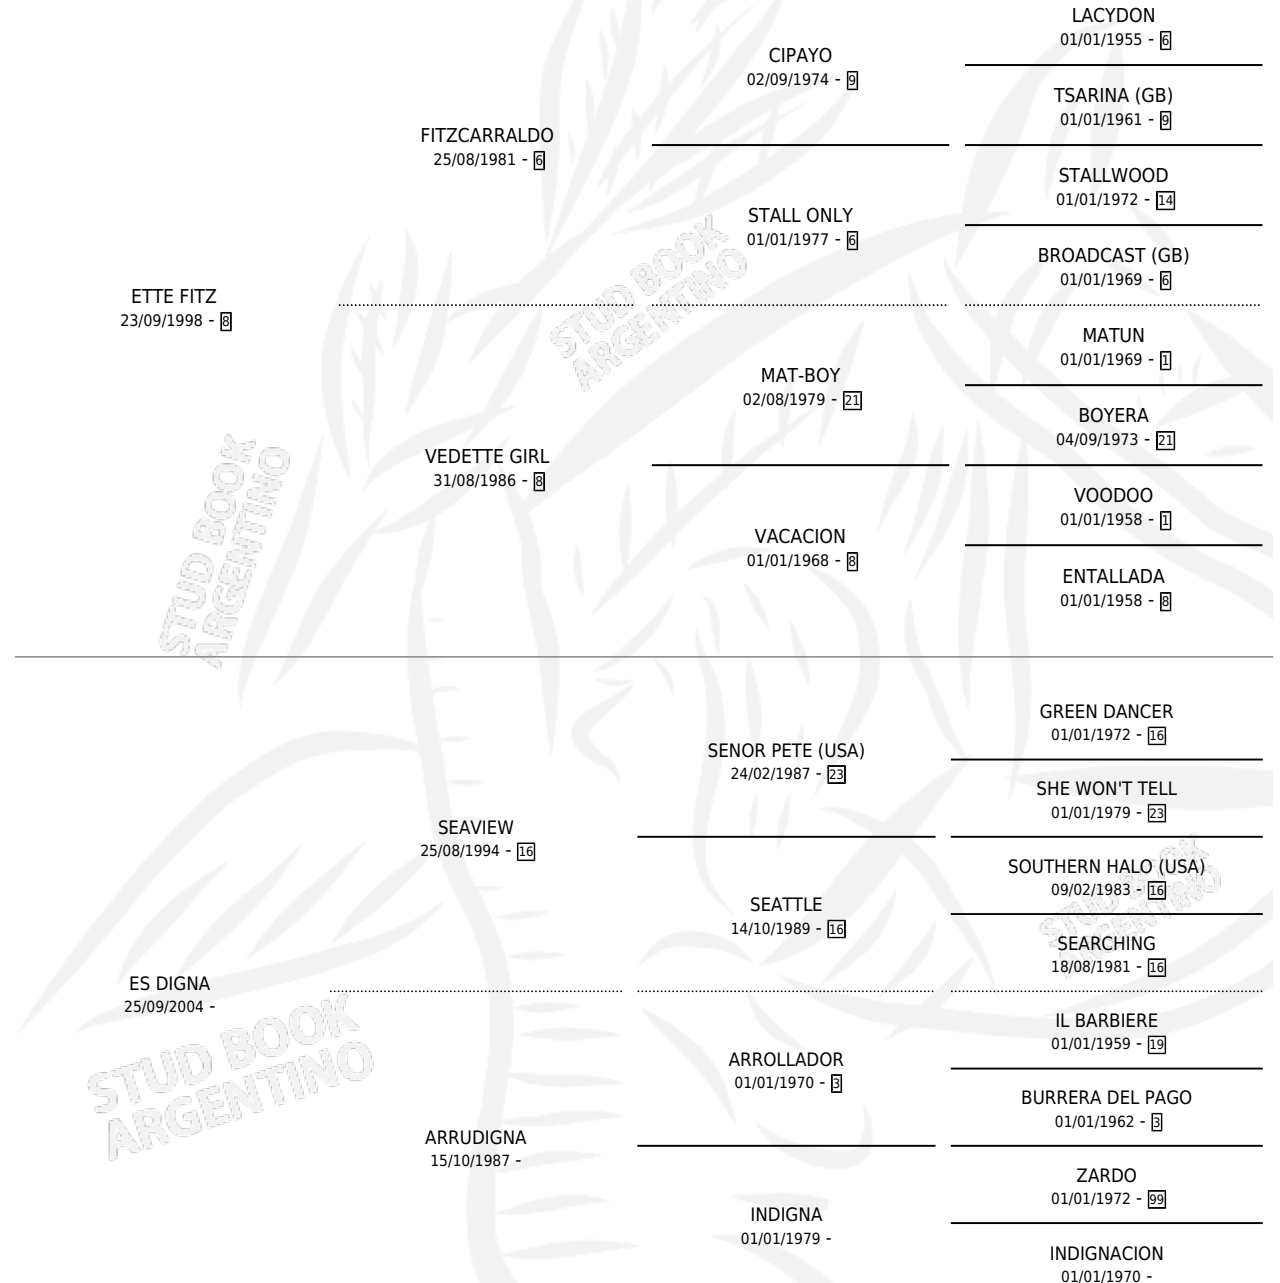 LACYDON
01/01/1955 - 6
CIPAYO
02/09/1974 - 9
TSARINA (GB)
01/01/1961 - 9
FITZCARRALDO
25/08/1981 - 6
STALLWOOD
01/01/1972 - 14
STALL ONLY
01/01/1977 - 6
BROADCAST (GB)
01/01/1969 - 6
ETTE FITZ
23/09/1998 - 8
MATUN
01/01/1969 - 1
MAT-BOY
02/08/1979 - 21
BOYERA
04/09/1973 - 21
VEDETTE GIRL
31/08/1986 - 8
VOODOO
01/01/1958 - 1
VACACION
01/01/1968 - 8
ENTALLADA
01/01/1958 - 8
STUD BOOK
ARGENTINO
STUD BOOK
ARGENTINO
GREEN DANCER
01/01/1972 - 16
SENOR PETE (USA)
24/02/1987 - 23
SHE WON'T TELL
01/01/1979 - 23
SEAVIEW
25/08/1994 - 16
SOUTHERN HALO (USA)
09/02/1983 - 16
SEATTLE
14/10/1989 - 16
SEARCHING
18/08/1981 - 16
ES DIGNA
25/09/2004 -
IL BARBIERE
01/01/1959 - 19
ARROLLADOR
01/01/1970 - 3
BURRERA DEL PAGO
01/01/1962 - 3
ARRUDIGNA
15/10/1987 -
ZARDO
01/01/1972 - 99
INDIGNA
01/01/1979 -
INDIGNACION
01/01/1970 -
STUD BOOK
ARGENTINO
STUD BOOK
ARGENTINO